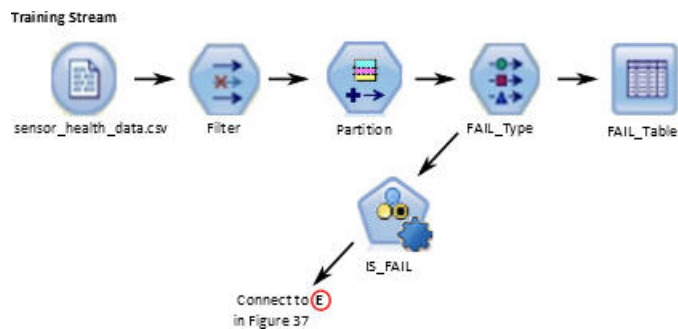 Training Stream
sensor_health_data.csv
Filter
Partition
FAIL_Type
FAIL_Table
IS_FAIL
Connect to E
in Figure 37